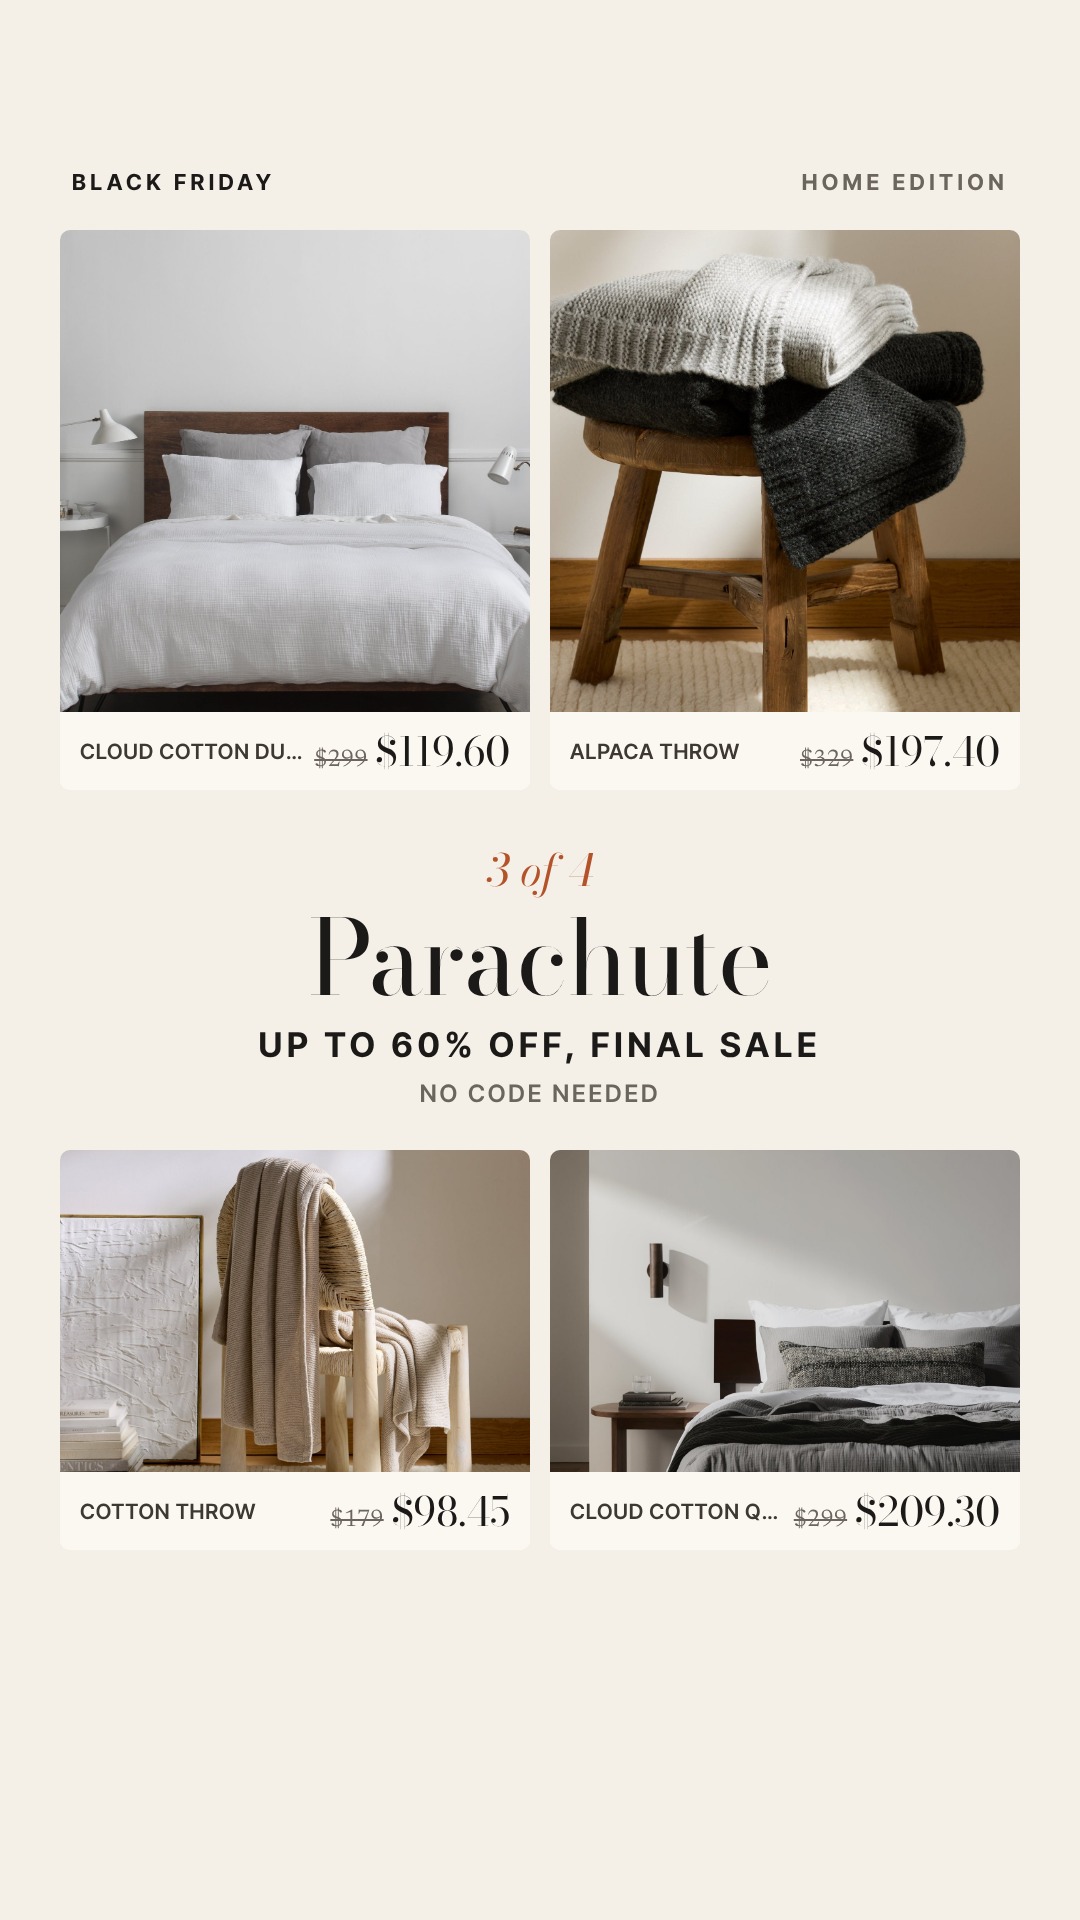 BLACK FRIDAY
HOME EDITION
CLOUD COTTON DU... $299 $119.60
ALPACA THROW $329 $197.40
3 of 4
Parachute
UP TO 60% OFF, FINAL SALE
NO CODE NEEDED
COTTON THROW $179 $98.45
CLOUD COTTON Q... $299 $209.30